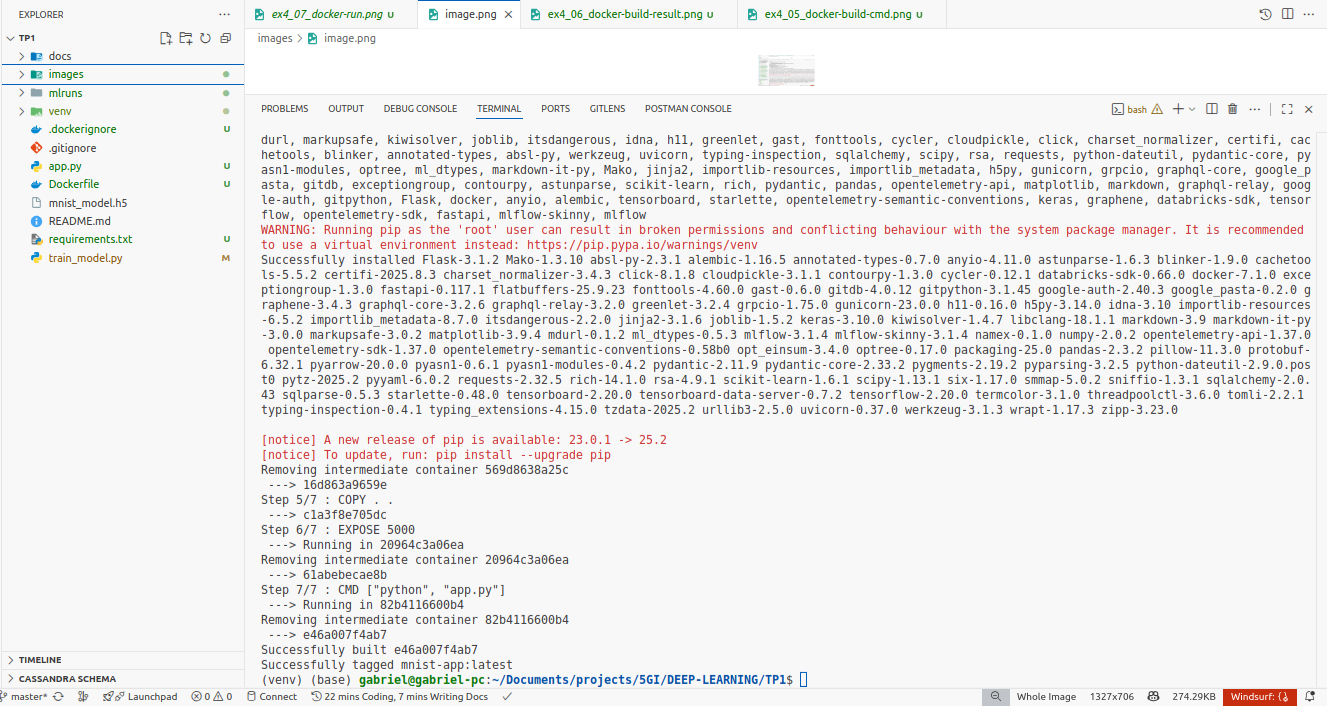 EXPLORER
···
ex4_07_docker-run.png U
image.png
ex4_06_docker-build-result.png U
ex4_05_docker-build-cmd.png U
···
TP1
images > image.png
docs
images
mlruns
venv
.dockerignore U
.gitignore
app.py U
Dockerfile U
mnist_model.h5
README.md
requirements.txt U
train_model.py M
TIMELINE
CASSANDRA SCHEMA
PROBLEMS OUTPUT DEBUG CONSOLE TERMINAL PORTS GITLENS POSTMAN CONSOLE
bash
durl, markupsafe, kiwisolver, joblib, itsdangerous, idna, h11, greenlet, gast, fonttools, cycler, cloudpickle, click, charset_normalizer, certifi, cac
hetools, blinker, annotated-types, absl-py, werkzeug, uvicorn, typing-inspection, sqlalchemy, scipy, rsa, requests, python-dateutil, pydantic-core, py
asn1-modules, optree, ml_dtypes, markdown-it-py, Mako, jinja2, importlib-resources, importlib_metadata, h5py, gunicorn, grpcio, graphql-core, google_p
asta, gitdb, exceptiongroup, contourpy, astunparse, scikit-learn, rich, pydantic, pandas, opentelemetry-api, matplotlib, markdown, graphql-relay, goog
le-auth, gitpython, Flask, docker, anyio, alembic, tensorboard, starlette, opentelemetry-semantic-conventions, keras, graphene, databricks-sdk, tensor
flow, opentelemetry-sdk, fastapi, mlflow-skinny, mlflow
WARNING: Running pip as the 'root' user can result in broken permissions and conflicting behaviour with the system package manager. It is recommended
to use a virtual environment instead: https://pip.pypa.io/warnings/venv
Successfully installed Flask-3.1.2 Mako-1.3.10 absl-py-2.3.1 alembic-1.16.5 annotated-types-0.7.0 anyio-4.11.0 astunparse-1.6.3 blinker-1.9.0 cachetoo
ls-5.5.2 certifi-2025.8.3 charset_normalizer-3.4.3 click-8.1.8 cloudpickle-3.1.1 contourpy-1.3.0 cycler-0.12.1 databricks-sdk-0.66.0 docker-7.1.0 exce
ptiongroup-1.3.0 fastapi-0.117.1 flatbuffers-25.9.23 fonttools-4.60.0 gast-0.6.0 gitdb-4.0.12 gitpython-3.1.45 google-auth-2.40.3 google_pasta-0.2.0 g
raphene-3.4.3 graphql-core-3.2.6 graphql-relay-3.2.0 greenlet-3.2.4 grpcio-1.75.0 gunicorn-23.0.0 h11-0.16.0 h5py-3.14.0 idna-3.10 importlib-resources
-6.5.2 importlib_metadata-8.7.0 itsdangerous-2.2.0 jinja2-3.1.6 joblib-1.5.2 keras-3.10.0 kiwisolver-1.4.7 libclang-18.1.1 markdown-3.9 markdown-it-py
-3.0.0 markupsafe-3.0.2 matplotlib-3.9.4 mdurl-0.1.2 ml_dtypes-0.5.3 mlflow-3.1.4 mlflow-skinny-3.1.4 namex-0.1.0 numpy-2.0.2 opentelemetry-api-1.37.0
opentelemetry-sdk-1.37.0 opentelemetry-semantic-conventions-0.58b0 opt_einsum-3.4.0 optree-0.17.0 packaging-25.0 pandas-2.3.2 pillow-11.3.0 protobuf-
6.32.1 pyarrow-20.0.0 pyasn1-0.6.1 pyasn1-modules-0.4.2 pydantic-2.11.9 pydantic-core-2.33.2 pygments-2.19.2 pyparsing-3.2.5 python-dateutil-2.9.0.pos
t0 pytz-2025.2 pyyaml-6.0.2 requests-2.32.5 rich-14.1.0 rsa-4.9.1 scikit-learn-1.6.1 scipy-1.13.1 six-1.17.0 smmap-5.0.2 sniffio-1.3.1 sqlalchemy-2.0.
43 sqlparse-0.5.3 starlette-0.48.0 tensorboard-2.20.0 tensorboard-data-server-0.7.2 tensorflow-2.20.0 termcolor-3.1.0 threadpoolctl-3.6.0 tomli-2.2.1
typing-inspection-0.4.1 typing_extensions-4.15.0 tzdata-2025.2 urllib3-2.5.0 uvicorn-0.37.0 werkzeug-3.1.3 wrapt-1.17.3 zipp-3.23.0
[notice] A new release of pip is available: 23.0.1 -> 25.2
[notice] To update, run: pip install --upgrade pip
Removing intermediate container 569d8638a25c
---> 16d863a9659e
Step 5/7 : COPY . .
---> c1a3f8e705dc
Step 6/7 : EXPOSE 5000
---> Running in 20964c3a06ea
Removing intermediate container 20964c3a06ea
---> 61abebecae8b
Step 7/7 : CMD ["python", "app.py"]
---> Running in 82b4116600b4
Removing intermediate container 82b4116600b4
---> e46a007f4ab7
Successfully built e46a007f4ab7
Successfully tagged mnist-app:latest
(venv) (base) gabriel@gabriel-pc:~/Documents/projects/5GI/DEEP-LEARNING/TP1$
master* Launchpad 0 0 Connect 22 mins Coding, 7 mins Writing Docs Whole Image 1327x706 274.29KB Windsurf: {}